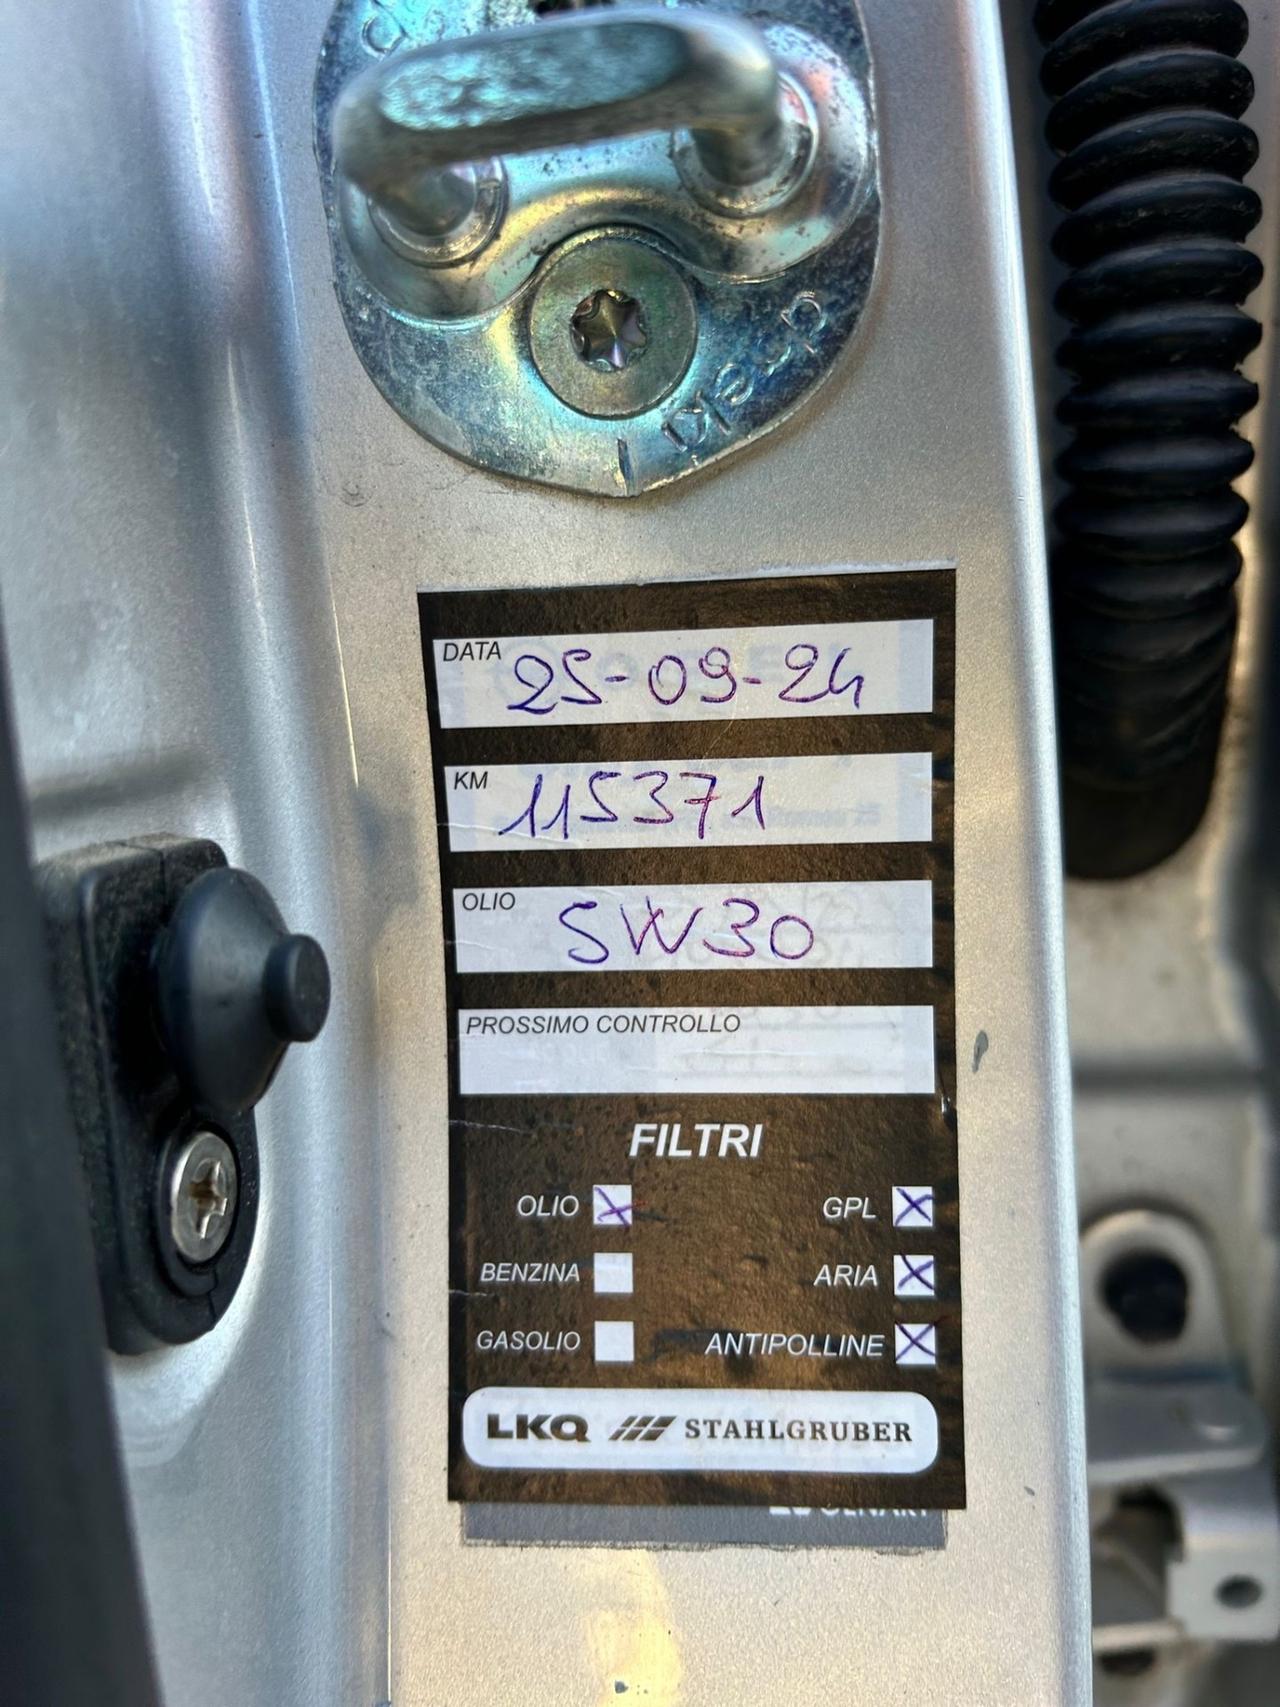 daski
DATA 25-09-24
KM 115371
OLIO 5W30
PROSSIMO CONTROLLO
FILTRI
OLIO GPL
BENZINA ARIA
GASOLIO ANTIPOLLINE
LKQ STAHLGRUBER